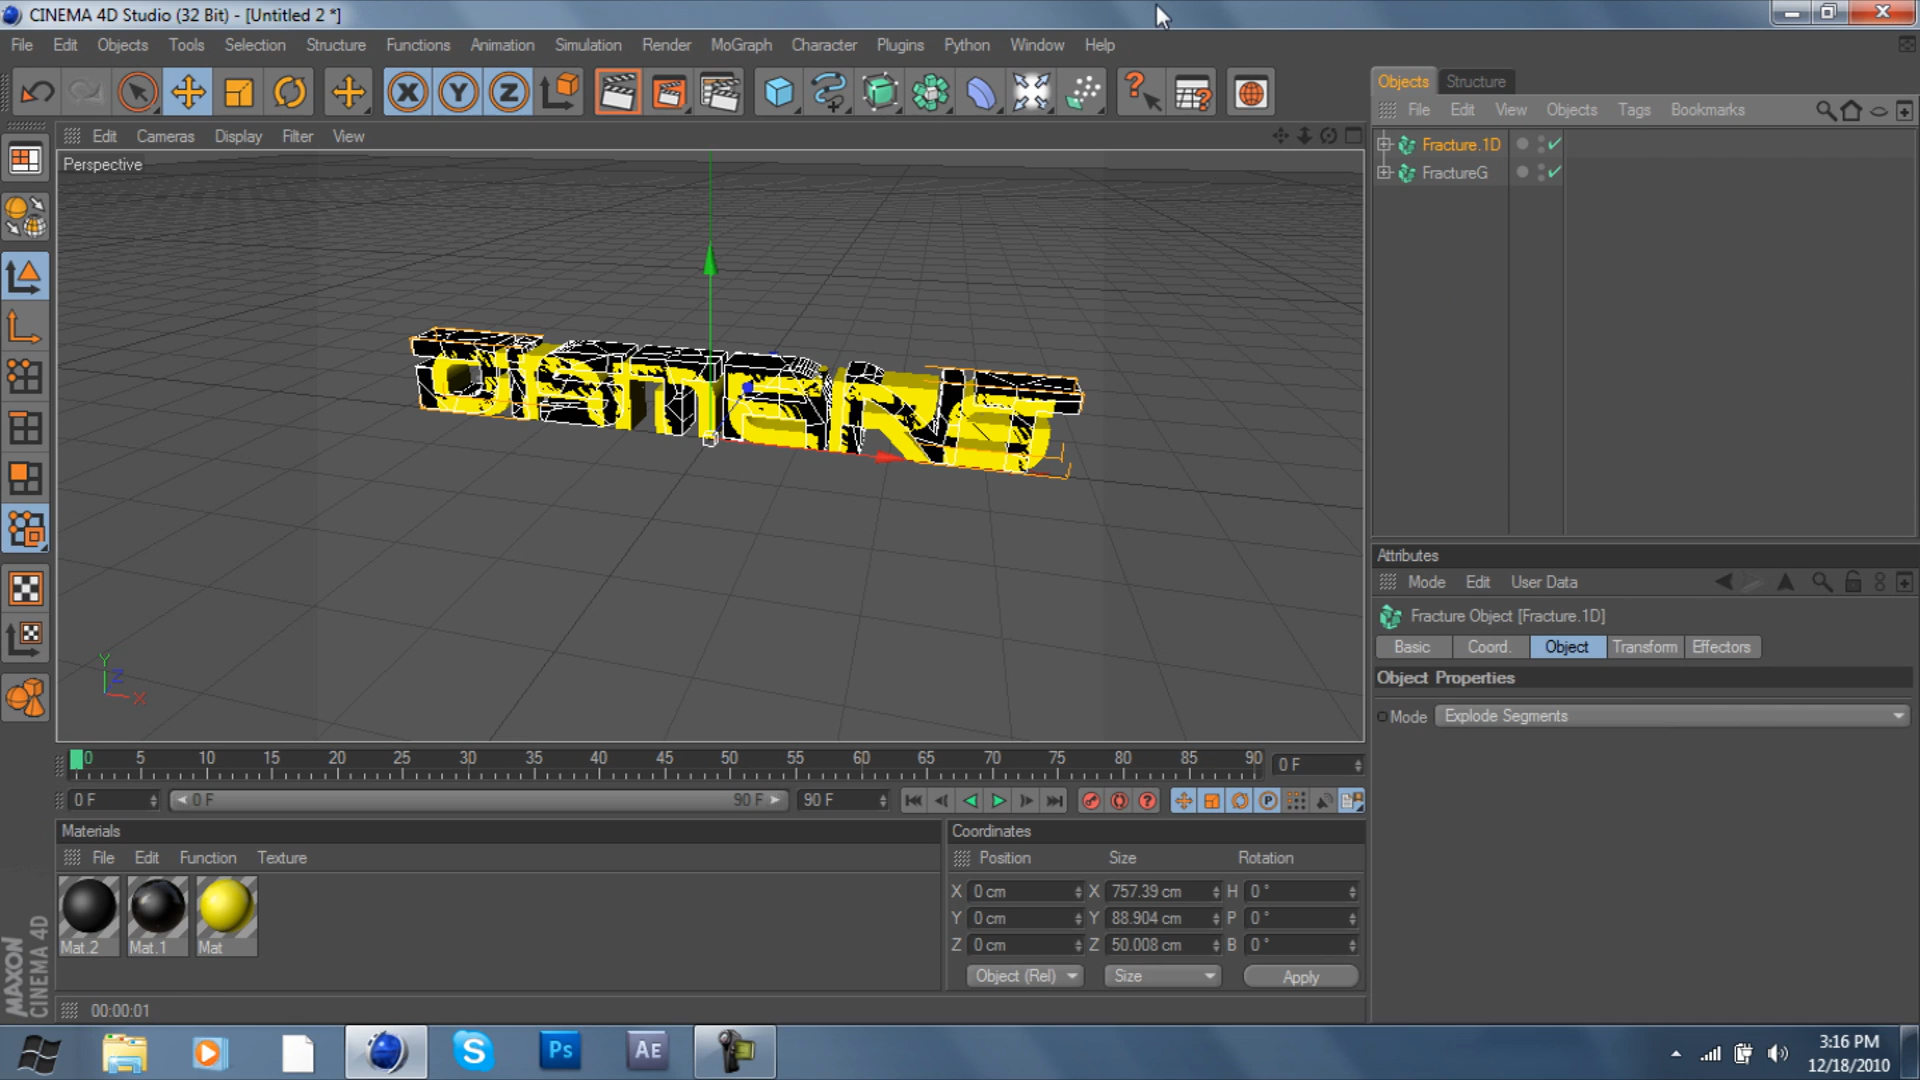 CINEMA 4D Studio (32 Bit) - [Untitled 2 *]
File Edit Objects Tools Selection Structure Functions Animation Simulation Render MoGraph Character Plugins Python Window Help
X Y Z
Objects Structure
File Edit View Objects Tags Bookmarks
Edit Cameras Display Filter View
Perspective
Fracture.1D
FractureG
Y
Z
X
Attributes
Mode Edit User Data
Fracture Object [Fracture.1D]
Basic Coord. Object Transform Effectors
Object Properties
Mode Explode Segments
0 5 10 15 20 25 30 35 40 45 50 55 60 65 70 75 80 85 90 0 F
0 F 0 F 90 F 90 F
Materials
File Edit Function Texture
Mat.2 Mat.1 Mat
Coordinates
Position Size Rotation
X 0 cm X 757.39 cm H 0 °
Y 0 cm Y 88.904 cm P 0 °
Z 0 cm Z 50.008 cm B 0 °
Object (Rel) Size Apply
MAXON
CINEMA 4D
00:00:01
S Ps AE
3:16 PM
12/18/2010